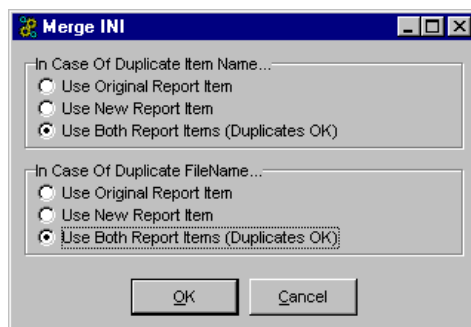 Merge INI
In Case Of Duplicate Item Name...
Use Original Report Item
Use New Report Item
Use Both Report Items (Duplicates OK)
In Case Of Duplicate FileName...
Use Original Report Item
Use New Report Item
Use Both Report Items (Duplicates OK)
OK Cancel